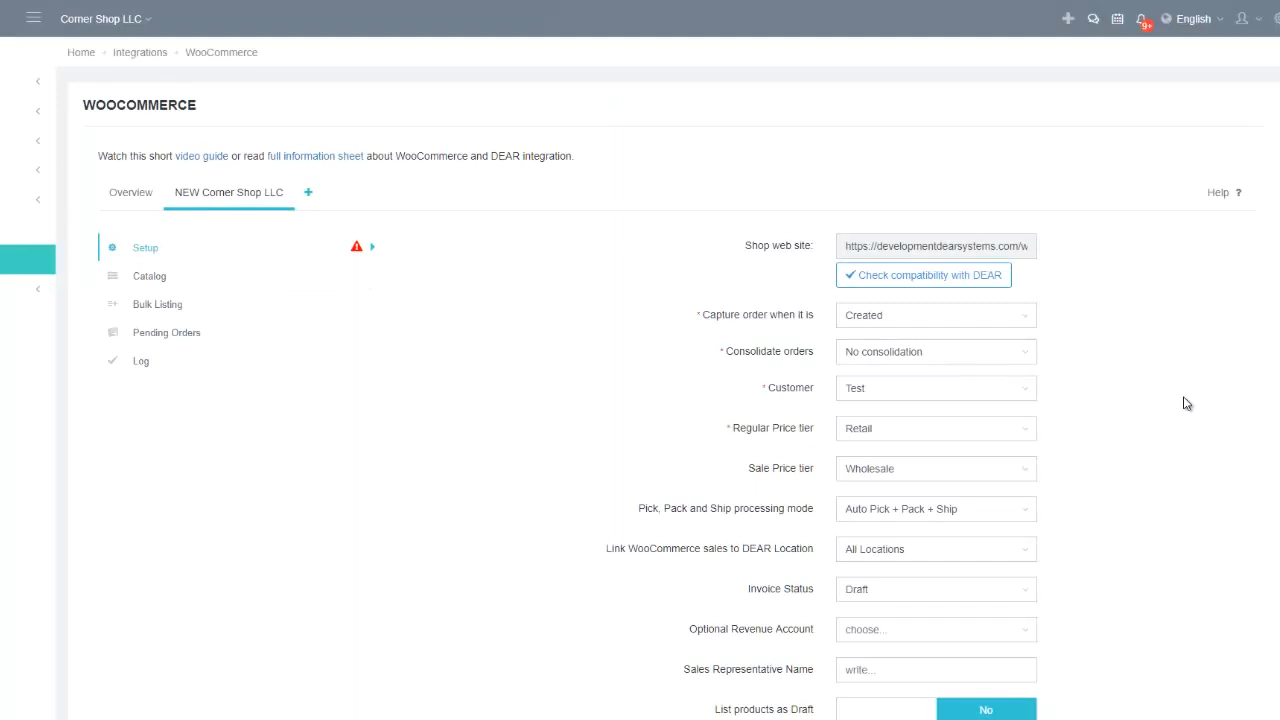 Corner Shop LLC
9+
English
Home
Integrations
WooCommerce
WOOCOMMERCE
Watch this short video guide or read full information sheet about WooCommerce and DEAR integration.
Overview
NEW Corner Shop LLC
+
Help ?
Setup
Catalog
Bulk Listing
Pending Orders
Log
Shop web site: https://developmentdearsystems.com/w
Check compatibility with DEAR
* Capture order when it is Created
* Consolidate orders No consolidation
* Customer Test
* Regular Price tier Retail
Sale Price tier Wholesale
Pick, Pack and Ship processing mode Auto Pick + Pack + Ship
Link WooCommerce sales to DEAR Location All Locations
Invoice Status Draft
Optional Revenue Account choose...
Sales Representative Name write...
List products as Draft No